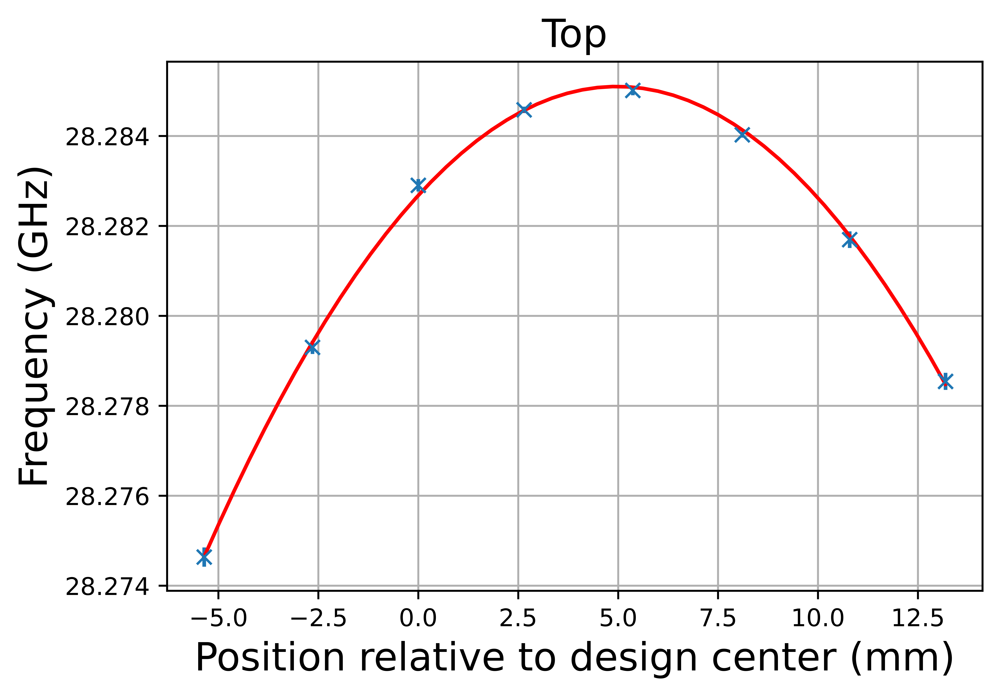 Top
Frequency (GHz)
28.284
28.282
28.280
28.278
28.276
28.274
−5.0 −2.5 0.0 2.5 5.0 7.5 10.0 12.5
Position relative to design center (mm)